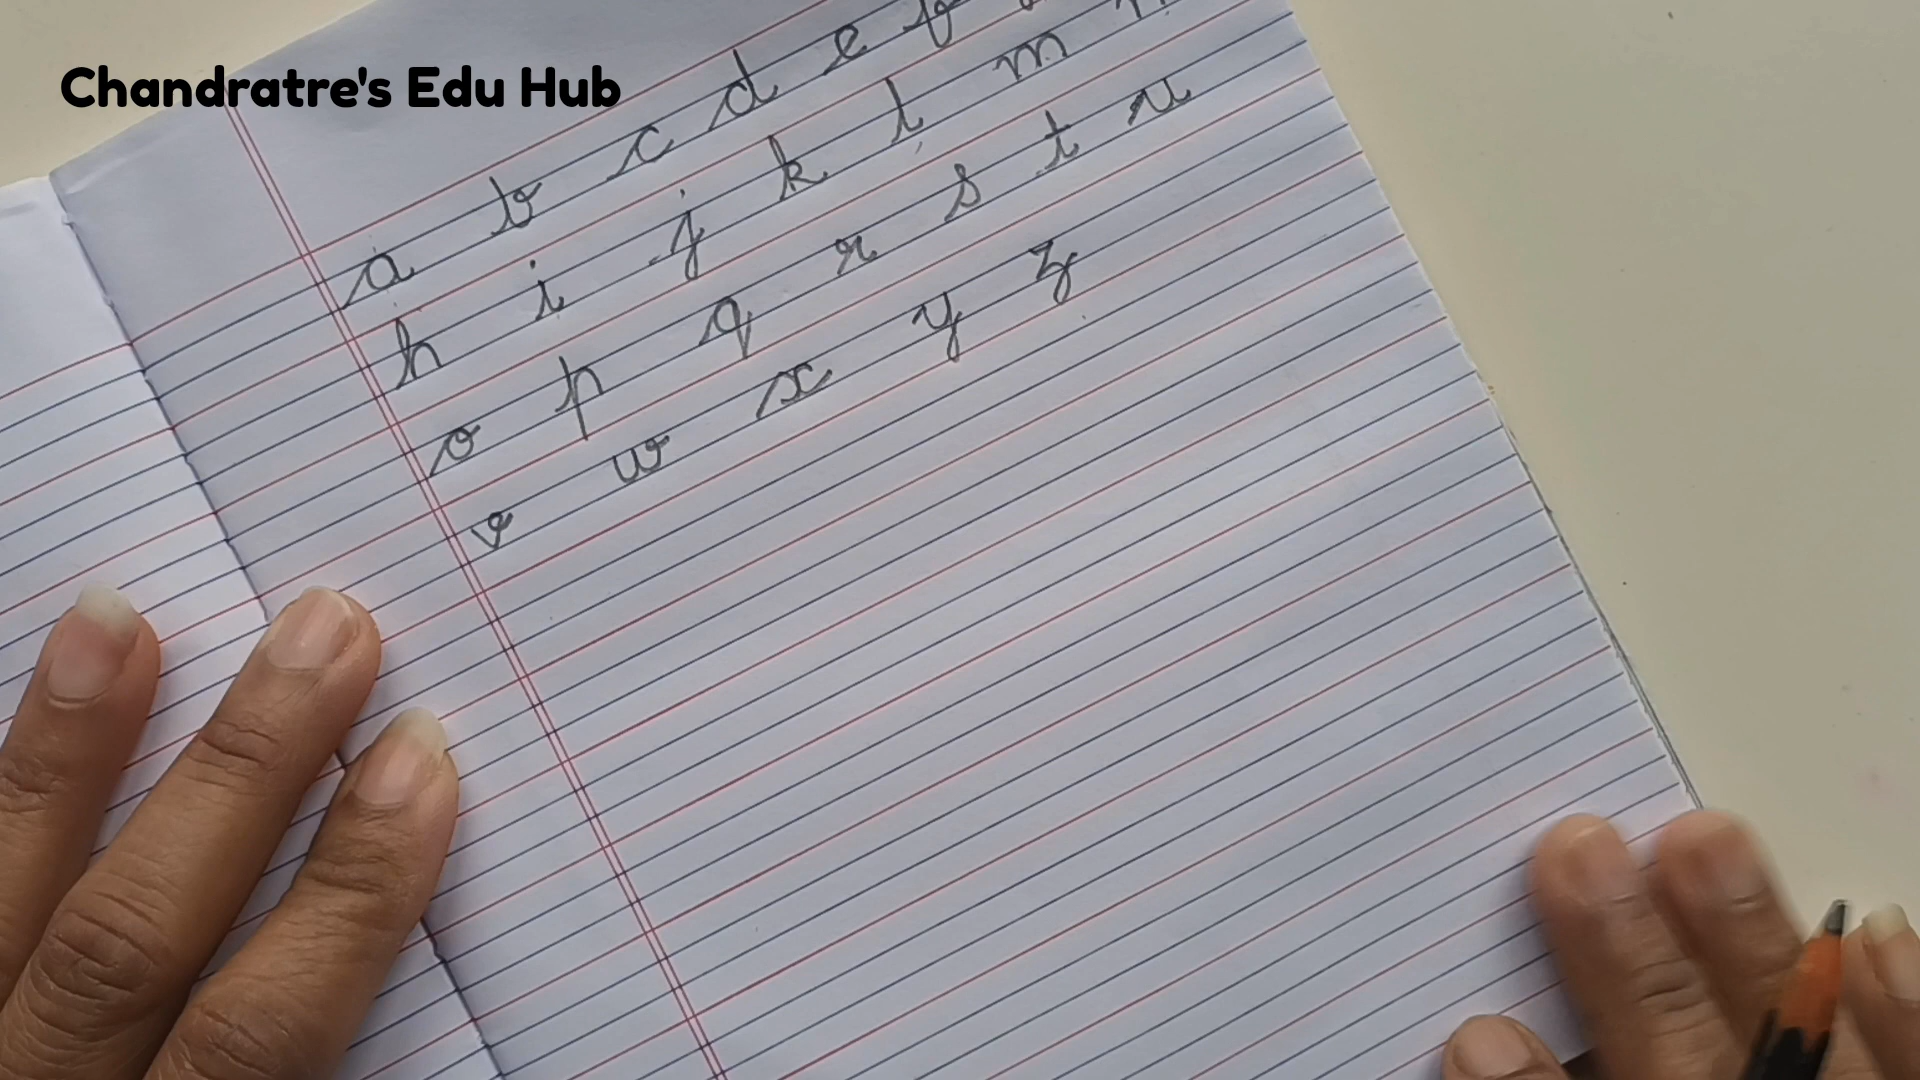 Chandratre's Edu Hub
a b c d e f
h i j k l m n
o p q r s t u
v w x y z